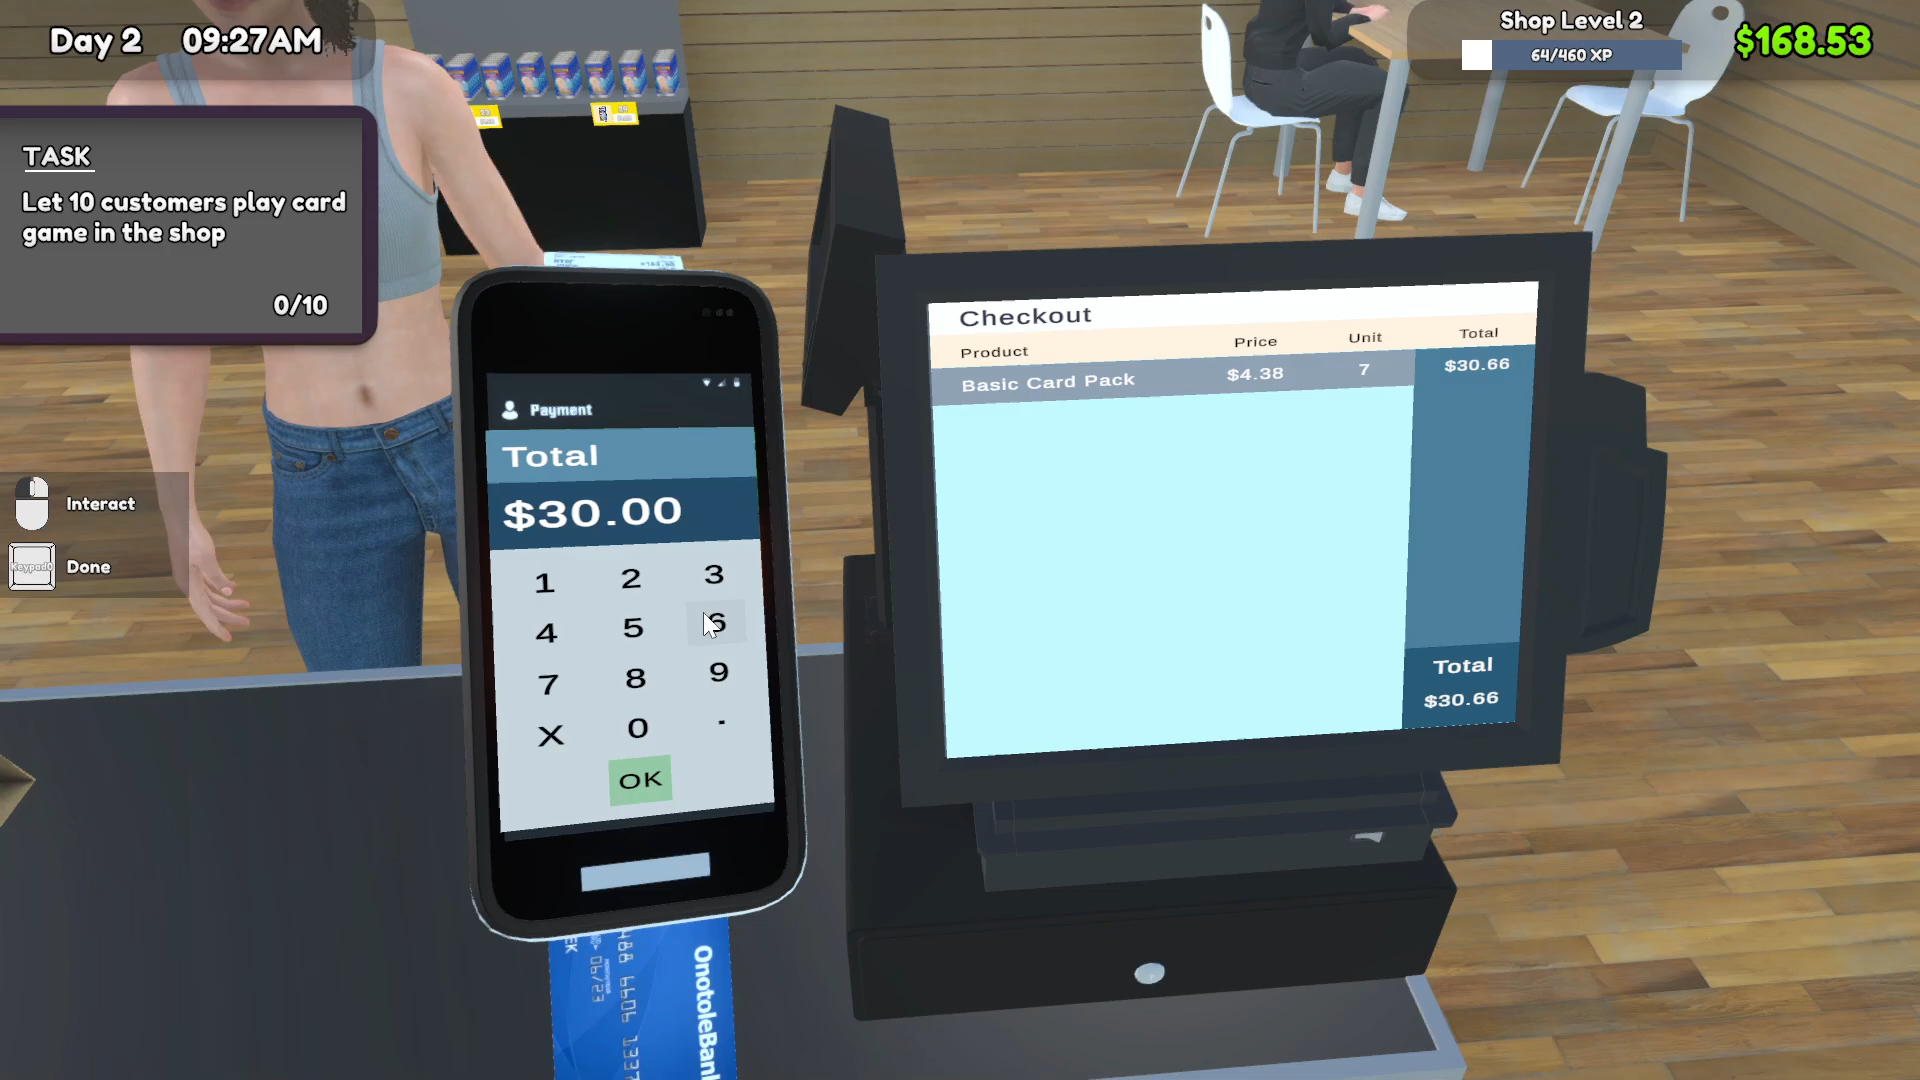 Day 2 09:27AM
Shop Level 2
64/460 XP
$168.53
TASK
Let 10 customers play card
game in the shop
0/10
Interact
Done
Payment
Total
$30.00
1 2 3
4 5 6
7 8 9
X 0 .
OK
Checkout
Product Price Unit Total
Basic Card Pack $4.38 7 $30.66
Total
$30.66
OnotoleBank